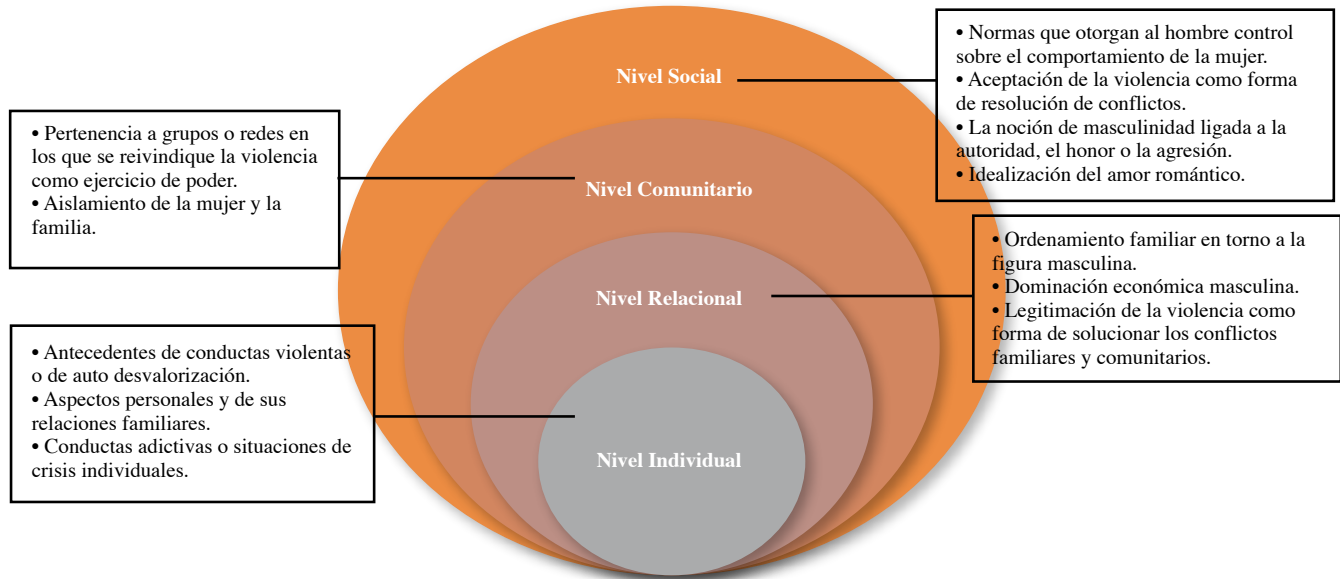 Nivel Social
• Normas que otorgan al hombre control
sobre el comportamiento de la mujer.
• Aceptación de la violencia como forma
de resolución de conflictos.
• La noción de masculinidad ligada a la
autoridad, el honor o la agresión.
• Idealización del amor romántico.
• Pertenencia a grupos o redes en
los que se reivindique la violencia
como ejercicio de poder.
• Aislamiento de la mujer y la
familia.
Nivel Comunitario
Nivel Relacional
• Ordenamiento familiar en torno a la
figura masculina.
• Dominación económica masculina.
• Legitimación de la violencia como
forma de solucionar los conflictos
familiares y comunitarios.
• Antecedentes de conductas violentas
o de auto desvalorización.
• Aspectos personales y de sus
relaciones familiares.
• Conductas adictivas o situaciones de
crisis individuales.
Nivel Individual